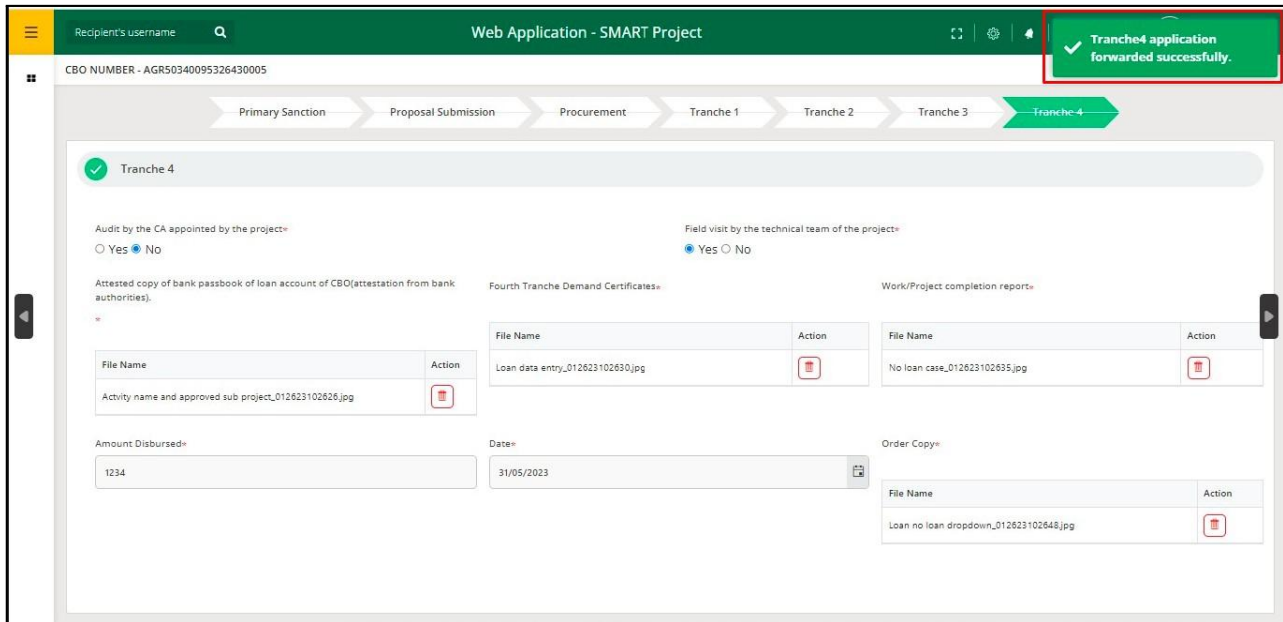 Recipient's username
Web Application - SMART Project
Tranche4 application
forwarded successfully.
CBO NUMBER - AGR50340095326430005
Primary Sanction
Proposal Submission
Procurement
Tranche 1
Tranche 2
Tranche 3
Tranche 4
Tranche 4
Audit by the CA appointed by the project*
Yes No
Field visit by the technical team of the project*
Yes No
Attested copy of bank passbook of loan account of CBO(attestation from bank
authorities).
*
File Name Action
Actvity name and approved sub project_012623102626.jpg
Fourth Tranche Demand Certificates*
File Name Action
Loan data entry_012623102630.jpg
Work/Project completion report*
File Name Action
No loan case_012623102635.jpg
Amount Disbursed*
1234
Date*
31/05/2023
Order Copy*
File Name Action
Loan no loan dropdown_012623102648.jpg